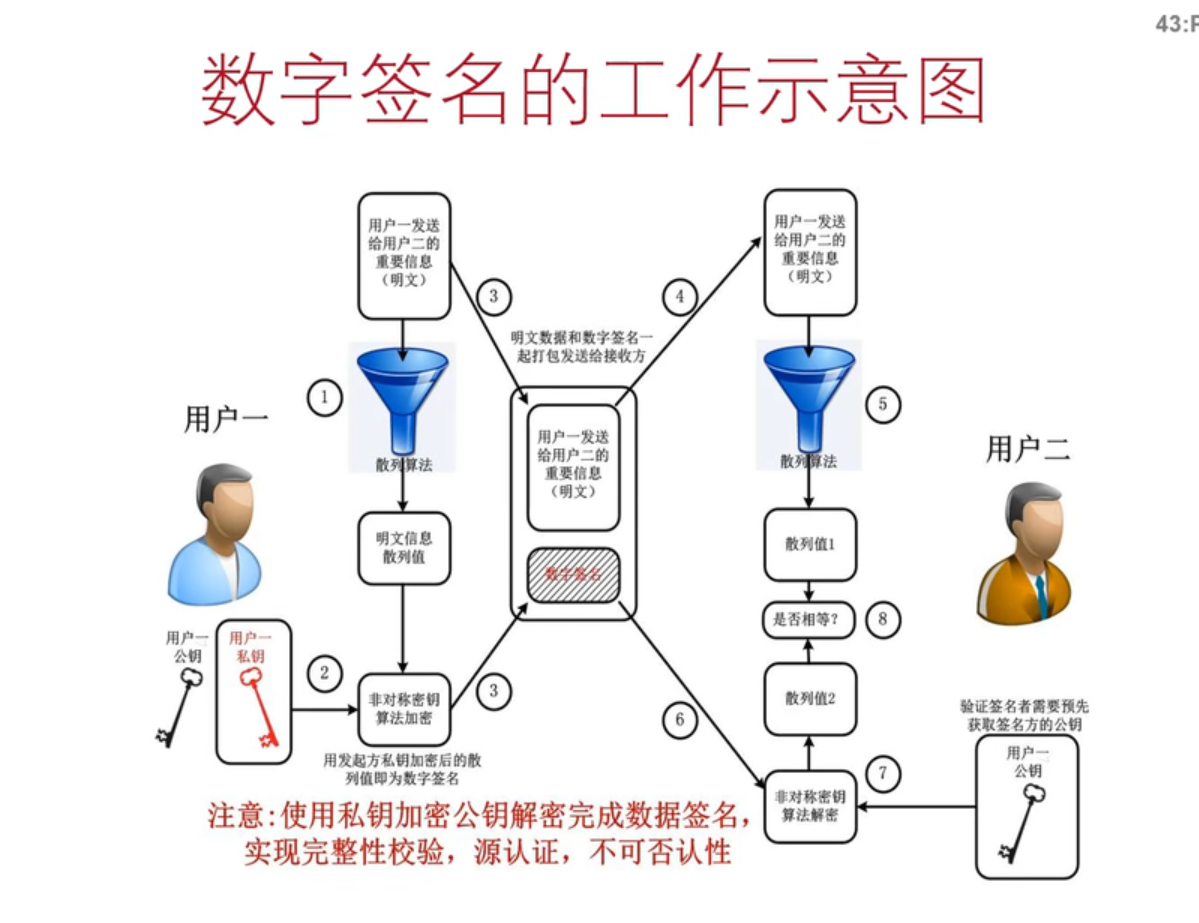 43:F
数字签名的工作示意图
用户一发送
给用户二的
重要信息
（明文）
3
4
用户一发送
给用户二的
重要信息
（明文）
明文数据和数字签名一
起打包发送给接收方
1
散列算法
用户一
用户一发送
给用户二的
重要信息
（明文）
5
散列算法
用户二
明文信息
散列值
数字签名
散列值1
是否相等？
8
用户一
公钥
用户一
私钥
2
非对称密钥
算法加密
3
用发起方私钥加密后的散
列值即为数字签名
6
散列值2
7
非对称密钥
算法解密
验证签名者需要预先
获取签名方的公钥
用户一
公钥
注意:使用私钥加密公钥解密完成数据签名，
实现完整性校验，源认证，不可否认性